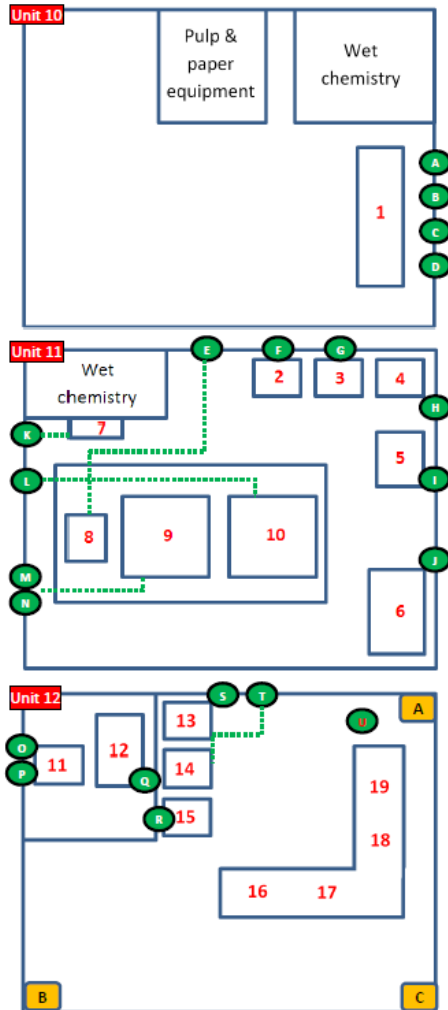 Unit 10
Pulp &
paper
equipment
Wet
chemistry
A
B
1
C
D
Unit 11
E
F
G
Wet
chemistry
2
3
4
H
7
K
5
L
I
8
9
10
J
M
N
6
Unit 12
S
T
A
13
U
O
12
11
14
P
Q
19
R
15
18
16
17
B
C